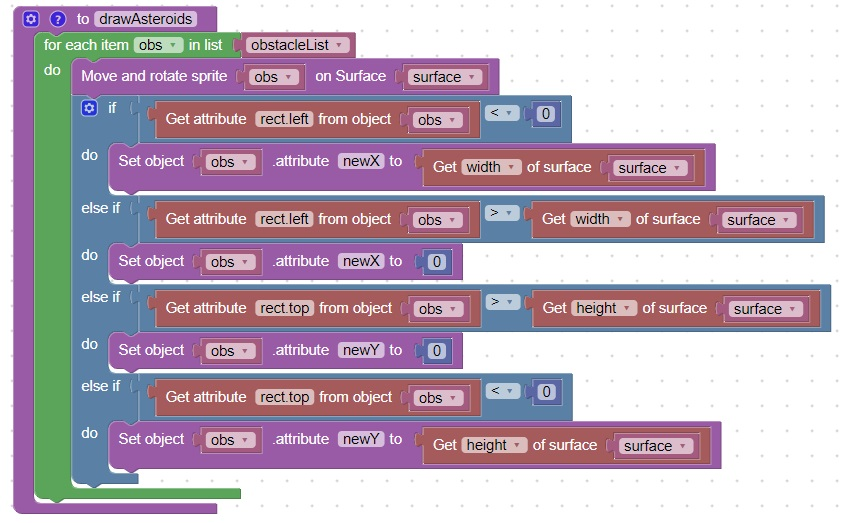 ? to drawAsteroids
for each item obs in list obstacleList
do Move and rotate sprite obs on Surface surface
if Get attribute rect.left from object obs < 0
do Set object obs .attribute newX to Get width of surface surface
else if Get attribute rect.left from object obs > Get width of surface surface
do Set object obs .attribute newX to 0
else if Get attribute rect.top from object obs > Get height of surface surface
do Set object obs .attribute newY to 0
else if Get attribute rect.top from object obs < 0
do Set object obs .attribute newY to Get height of surface surface